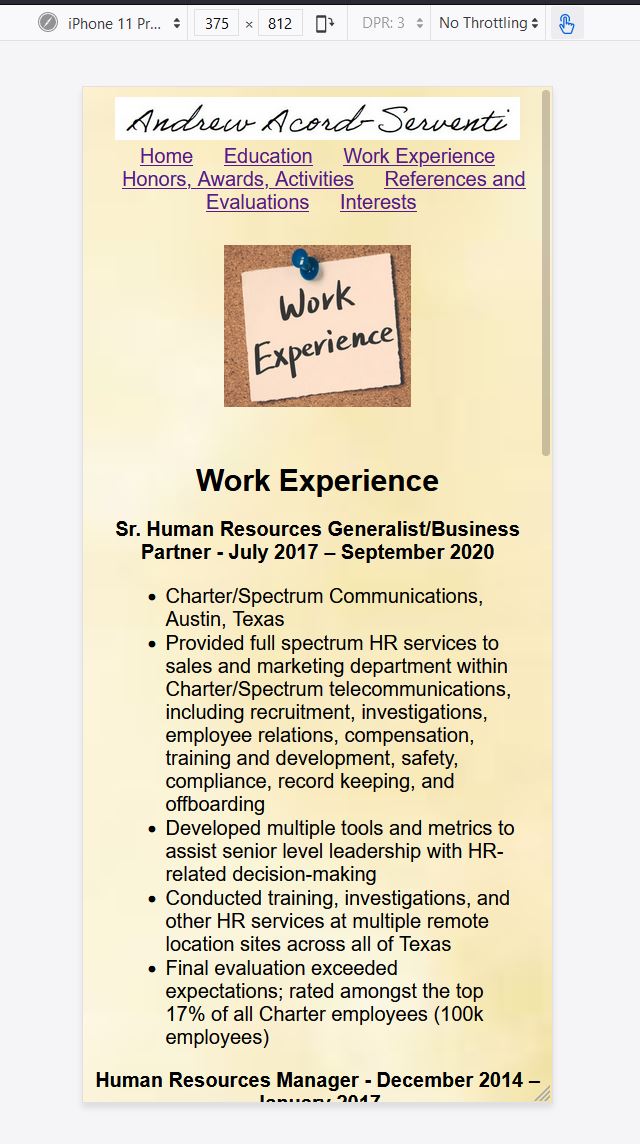 iPhone 11 Pr... 375 × 812 DPR: 3 No Throttling
Andrew Acord-Serventi
Home Education Work Experience
Honors, Awards, Activities References and
Evaluations Interests
Work
Experience
Work Experience
Sr. Human Resources Generalist/Business
Partner - July 2017 – September 2020
• Charter/Spectrum Communications,
Austin, Texas
• Provided full spectrum HR services to
sales and marketing department within
Charter/Spectrum telecommunications,
including recruitment, investigations,
employee relations, compensation,
training and development, safety,
compliance, record keeping, and
offboarding
• Developed multiple tools and metrics to
assist senior level leadership with HR-
related decision-making
• Conducted training, investigations, and
other HR services at multiple remote
location sites across all of Texas
• Final evaluation exceeded
expectations; rated amongst the top
17% of all Charter employees (100k
employees)
Human Resources Manager - December 2014 –
January 2017